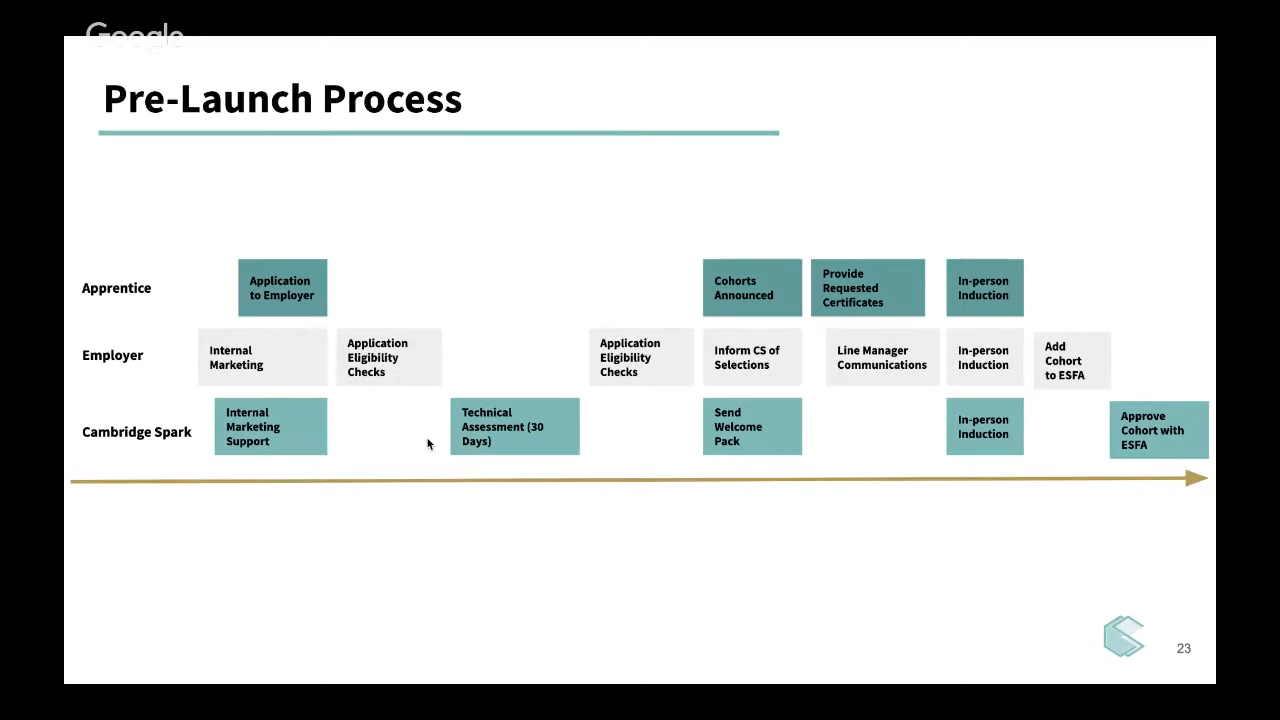 Google
Pre-Launch Process
Apprentice
Application
to Employer
Cohorts
Announced
Provide
Requested
Certificates
In-person
Induction
Employer
Internal
Marketing
Application
Eligibility
Checks
Application
Eligibility
Checks
Inform CS of
Selections
Line Manager
Communications
In-person
Induction
Add
Cohort
to ESFA
Cambridge Spark
Internal
Marketing
Support
Technical
Assessment (30
Days)
Send
Welcome
Pack
In-person
Induction
Approve
Cohort with
ESFA
23